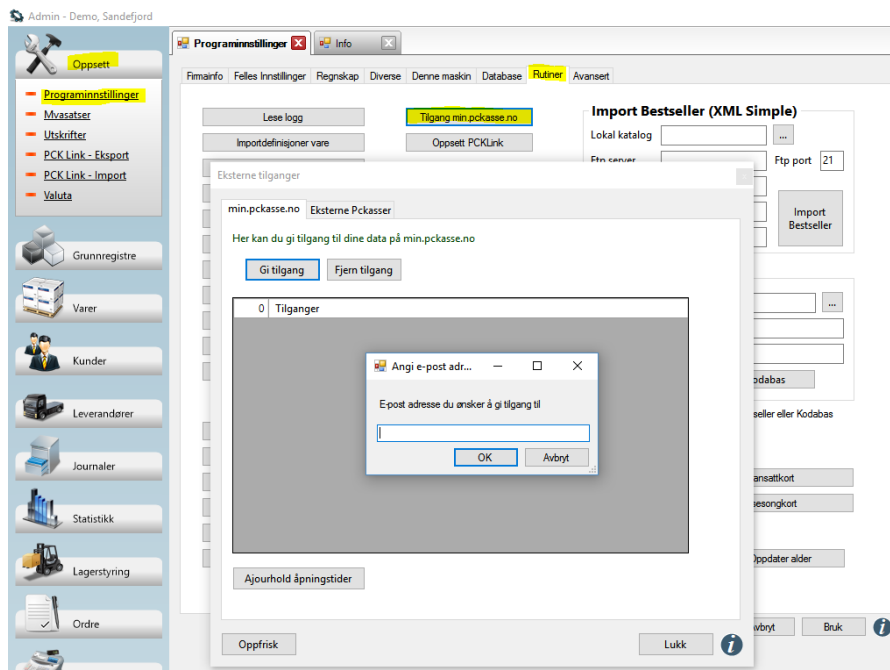 Admin - Demo, Sandefjord
Oppsett
Programinnstillinger
Mvasatser
Utskrifter
PCK Link - Eksport
PCK Link - Import
Valuta
Grunnregistre
Varer
Kunder
Leverandører
Journaler
Statistikk
Lagerstyring
Ordre
Programinnstillinger Info
Firmainfo Felles Innstillinger Regnskap Diverse Denne maskin Database Rutiner Avansert
Lese logg Tilgang min.pckasse.no
Importdefinisjoner vare Oppsett PCKLink
Import Bestseller (XML Simple)
Lokal katalog ...
Ftp server Ftp port 21
Import
Bestseller
...
Eksterne tilganger
min.pckasse.no Eksterne Pckasser
Her kan du gi tilgang til dine data på min.pckasse.no
Gi tilgang Fjern tilgang
0 Tilganger
Angi e-post adr...
E-post adresse du ønsker å gi tilgang til
OK Avbryt
Ajourhold åpningstider
Oppfrisk Lukk
odabas
seller eller Kodabas
ansattkort
sesongkort
Oppdater alder
Avbryt Bruk